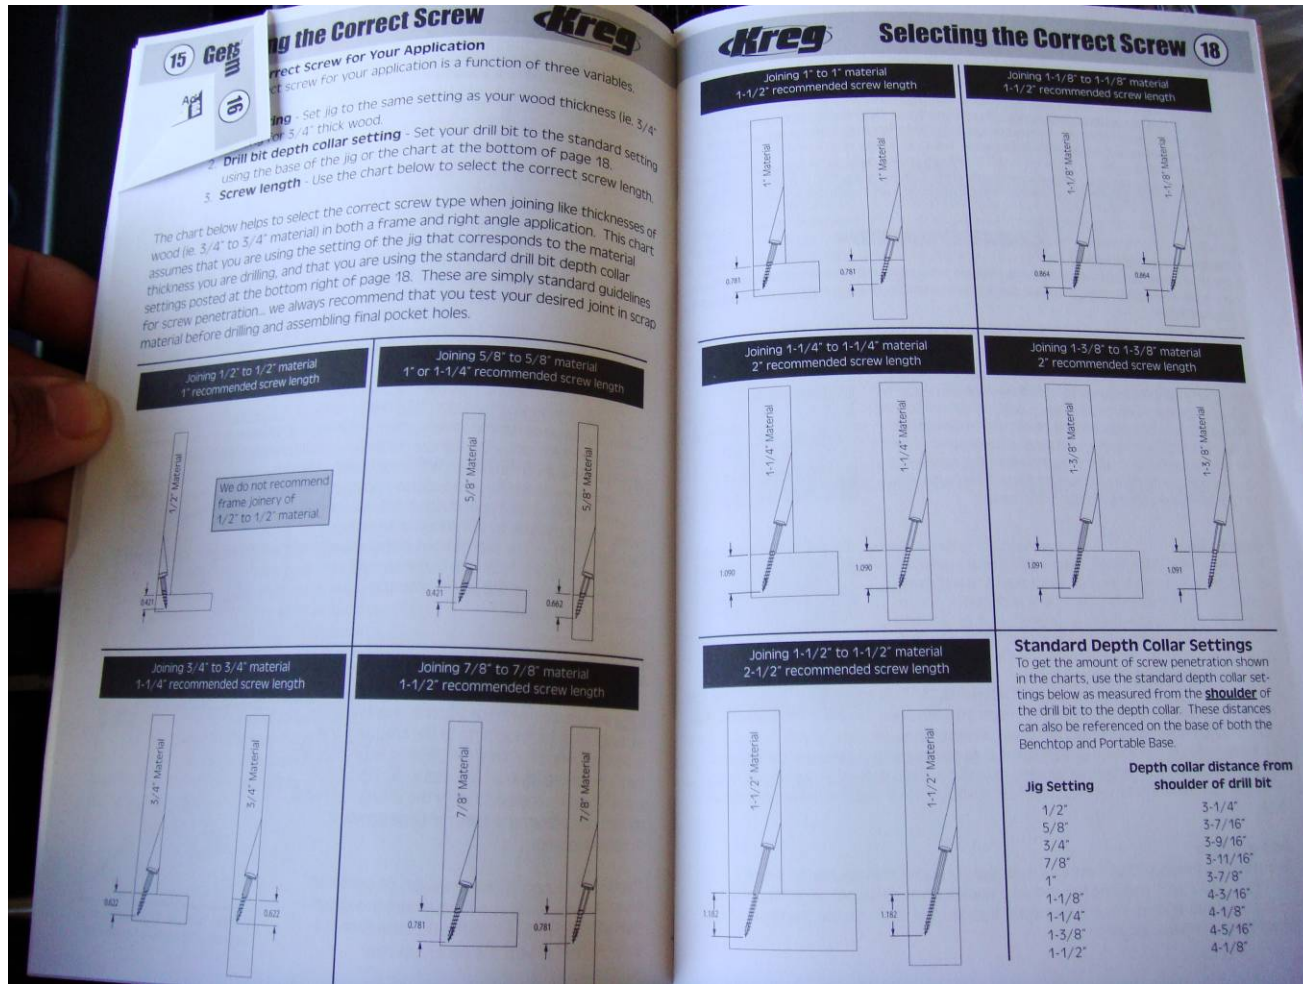 15 Gets
em
Apr
16
ng the Correct Screw
Kreg
rrect Screw for Your Application
ct screw for your application is a function of three variables.
ing - Set jig to the same setting as your wood thickness (ie. 3/4"
for 3/4" thick wood.
2. Drill bit depth collar setting - Set your drill bit to the standard setting
using the base of the jig or the chart at the bottom of page 18.
3. Screw length - Use the chart below to select the correct screw length.
The chart below helps to select the correct screw type when joining like thicknesses of
wood (ie. 3/4" to 3/4" material) in both a frame and right angle application. This chart
assumes that you are using the setting of the jig that corresponds to the material
thickness you are drilling, and that you are using the standard drill bit depth collar
settings posted at the bottom right of page 18. These are simply standard guidelines
for screw penetration... we always recommend that you test your desired joint in scrap
material before drilling and assembling final pocket holes.
Joining 1/2" to 1/2" material
1" recommended screw length
1/2" Material
We do not recommend
frame joinery of
1/2" to 1/2" material.
0.421
Joining 5/8" to 5/8" material
1" or 1-1/4" recommended screw length
5/8" Material
5/8" Material
0.421
0.662
Joining 3/4" to 3/4" material
1-1/4" recommended screw length
3/4" Material
3/4" Material
0.622
0.622
Joining 7/8" to 7/8" material
1-1/2" recommended screw length
7/8" Material
7/8" Material
0.781
0.781
Kreg
Selecting the Correct Screw 18
Joining 1" to 1" material
1-1/2" recommended screw length
1" Material
1" Material
0.781
0.781
Joining 1-1/8" to 1-1/8" material
1-1/2" recommended screw length
1-1/8" Material
1-1/8" Material
0.864
0.864
Joining 1-1/4" to 1-1/4" material
2" recommended screw length
1-1/4" Material
1-1/4" Material
1.090
1.090
Joining 1-3/8" to 1-3/8" material
2" recommended screw length
1-3/8" Material
1-3/8" Material
1.091
1.091
Joining 1-1/2" to 1-1/2" material
2-1/2" recommended screw length
1-1/2" Material
1-1/2" Material
1.182
1.182
Standard Depth Collar Settings
To get the amount of screw penetration shown
in the charts, use the standard depth collar set-
tings below as measured from the shoulder of
the drill bit to the depth collar. These distances
can also be referenced on the base of both the
Benchtop and Portable Base.
Depth collar distance from
Jig Setting shoulder of drill bit
1/2" 3-1/4"
5/8" 3-7/16"
3/4" 3-9/16"
7/8" 3-11/16"
1" 3-7/8"
1-1/8" 4-3/16"
1-1/4" 4-1/8"
1-3/8" 4-5/16"
1-1/2" 4-1/8"